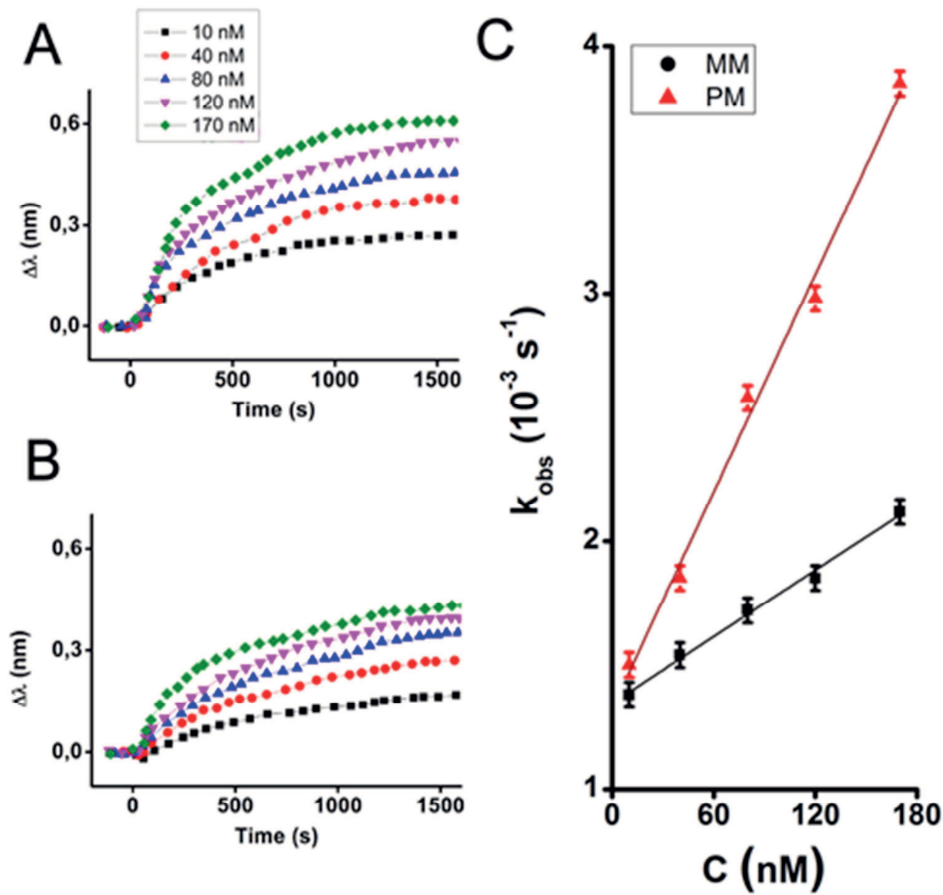 A
10 nM
40 nM
80 nM
120 nM
170 nM
0,6
0,3
0,0
Δλ (nm)
0
500
1000
1500
Time (s)
B
0,6
0,3
0,0
Δλ (nm)
0
500
1000
1500
Time (s)
C
MM
PM
4
3
2
1
k_obs (10^-3 s^-1)
0
60
120
180
C (nM)